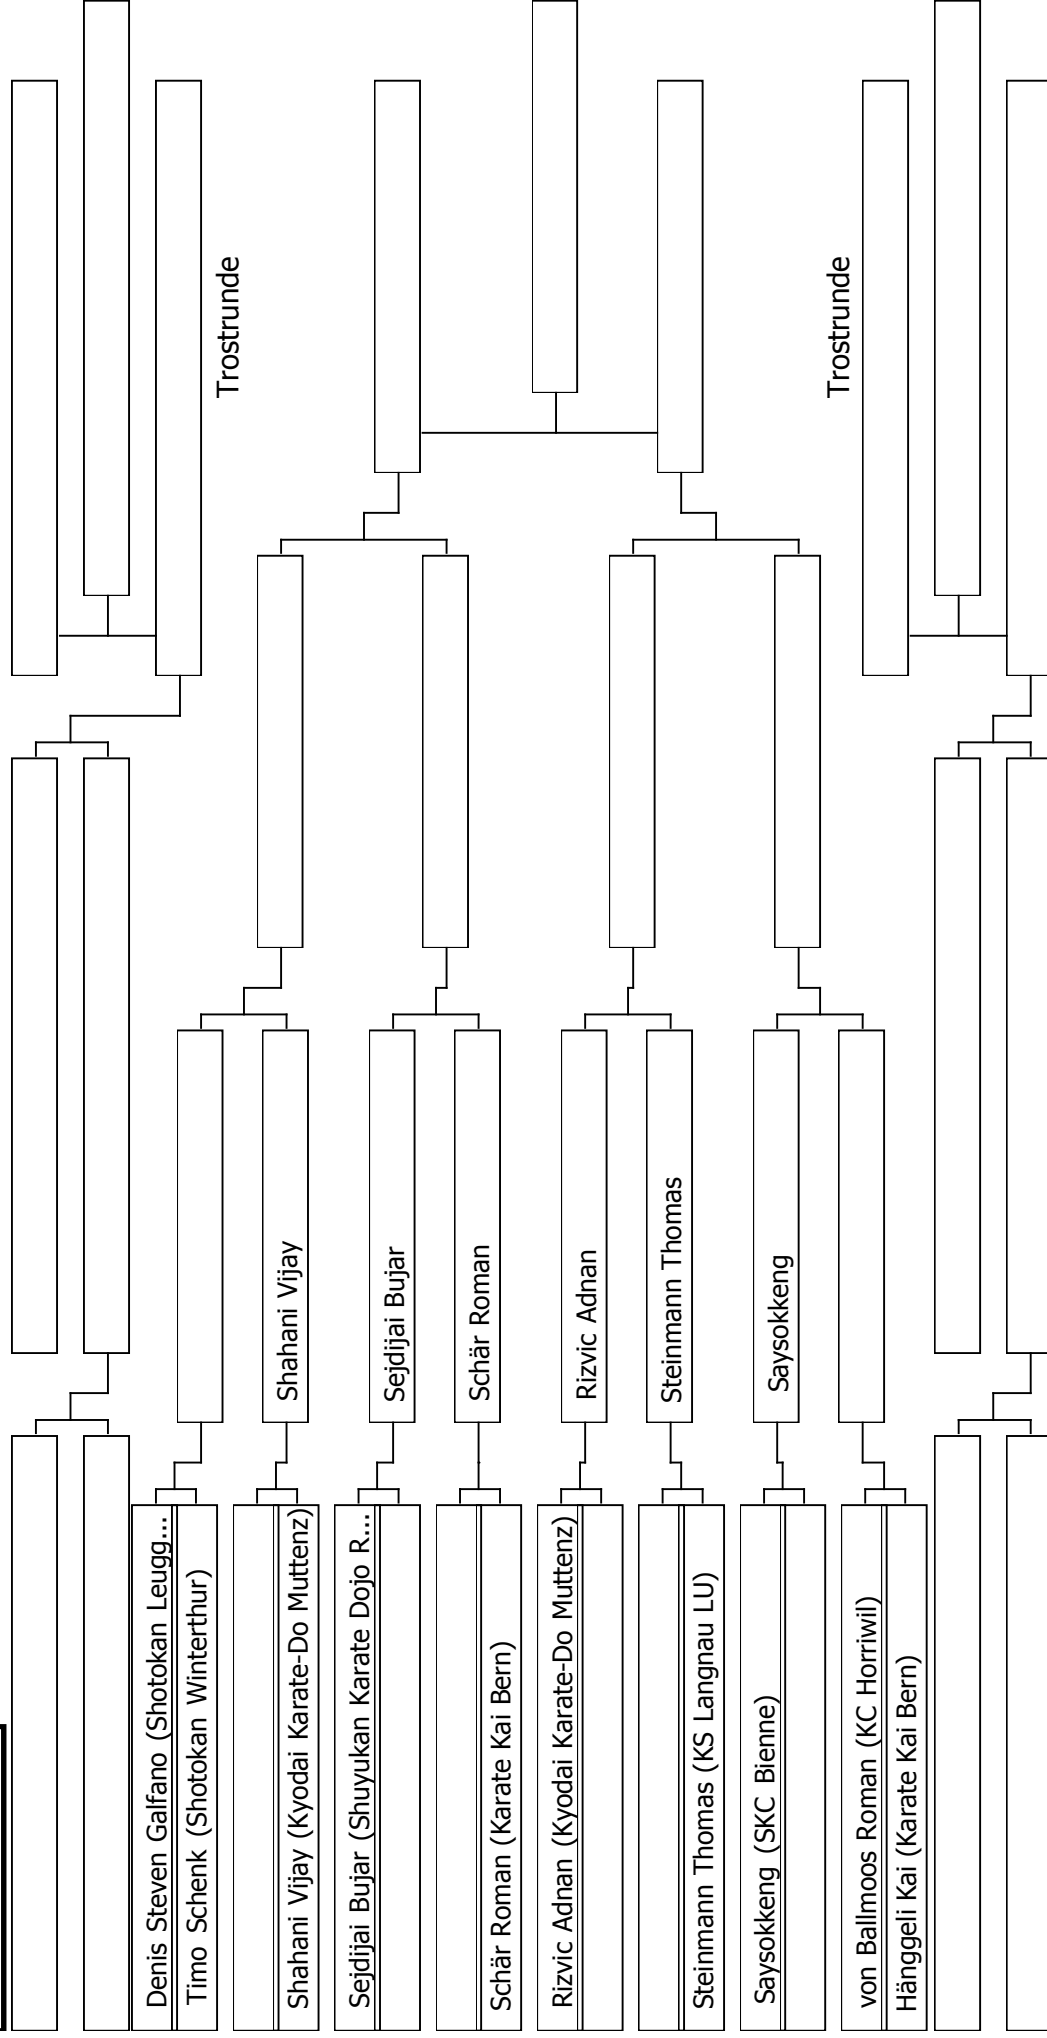 Denis Steven Galfano (Shotokan Leugg...
Timo Schenk (Shotokan Winterthur)
Shahani Vijay (Kyodai Karate-Do Muttenz)
Sejdijai Bujar (Shuyukan Karate Dojo R...
Schär Roman (Karate Kai Bern)
Rizvic Adnan (Kyodai Karate-Do Muttenz)
Steinmann Thomas (KS Langnau LU)
Saysokkeng (SKC Bienne)
von Ballmoos Roman (KC Horriwil)
Hänggeli Kai (Karate Kai Bern)
Shahani Vijay
Sejdijai Bujar
Schär Roman
Rizvic Adnan
Steinmann Thomas
Saysokkeng
Trostrunde
Trostrunde